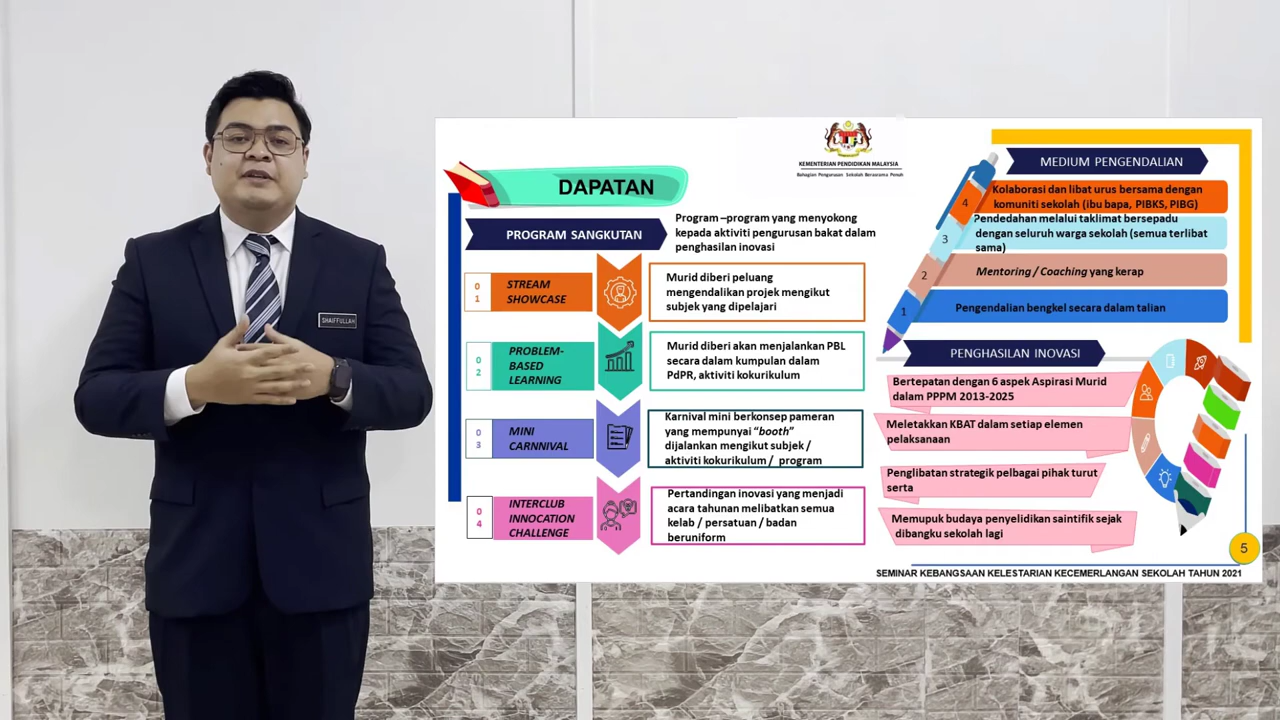 SHAIFFULLAH
KEMENTERIAN PENDIDIKAN MALAYSIA
Bahagian Pengurusan Sekolah Berasrama Penuh
DAPATAN
PROGRAM SANGKUTAN
Program –program yang menyokong
kepada aktiviti pengurusan bakat dalam
penghasilan inovasi
01
STREAM
SHOWCASE
Murid diberi peluang
mengendalikan projek mengikut
subjek yang dipelajari
02
PROBLEM-
BASED
LEARNING
Murid diberi akan menjalankan PBL
secara dalam kumpulan dalam
PdPR, aktiviti kokurikulum
03
MINI
CARNNIVAL
Karnival mini berkonsep pameran
yang mempunyai “booth”
dijalankan mengikut subjek /
aktiviti kokurikulum / program
04
INTERCLUB
INNOCATION
CHALLENGE
Pertandingan inovasi yang menjadi
acara tahunan melibatkan semua
kelab / persatuan / badan
beruniform
MEDIUM PENGENDALIAN
4
Kolaborasi dan libat urus bersama dengan
komuniti sekolah (ibu bapa, PIBKS, PIBG)
3
Pendedahan melalui taklimat bersepadu
dengan seluruh warga sekolah (semua terlibat
sama)
2
Mentoring / Coaching yang kerap
1
Pengendalian bengkel secara dalam talian
PENGHASILAN INOVASI
Bertepatan dengan 6 aspek Aspirasi Murid
dalam PPPM 2013-2025
Meletakkan KBAT dalam setiap elemen
pelaksanaan
Penglibatan strategik pelbagai pihak turut
serta
Memupuk budaya penyelidikan saintifik sejak
dibangku sekolah lagi
5
SEMINAR KEBANGSAAN KELESTARIAN KECEMERLANGAN SEKOLAH TAHUN 2021